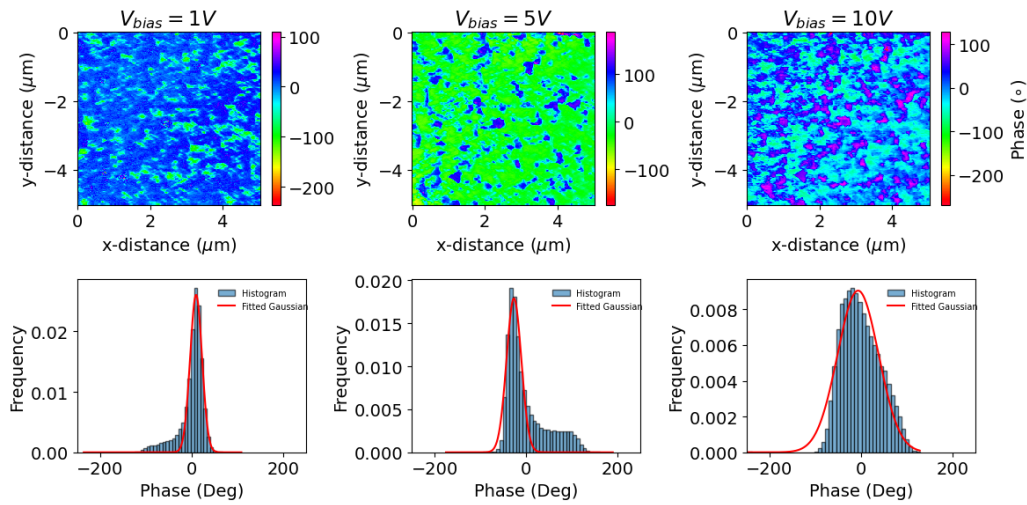 V_bias = 1V
V_bias = 5V
V_bias = 10V
y-distance (μm)
0
−2
−4
0
2
4
x-distance (μm)
100
0
−100
−200
y-distance (μm)
0
−2
−4
0
2
4
x-distance (μm)
100
0
−100
y-distance (μm)
0
−2
−4
0
2
4
x-distance (μm)
100
0
−100
−200
Phase (∘)
Frequency
0.02
0.01
0.00
Histogram
Fitted Gaussian
−200
0
200
Phase (Deg)
Frequency
0.020
0.015
0.010
0.005
0.000
Histogram
Fitted Gaussian
−200
0
200
Phase (Deg)
Frequency
0.008
0.006
0.004
0.002
0.000
Histogram
Fitted Gaussian
−200
0
200
Phase (Deg)